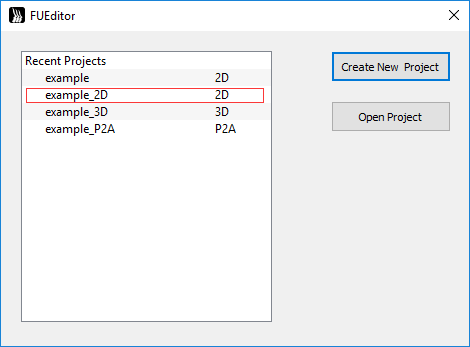 FUEditor
Recent Projects
example 2D
example_2D 2D
example_3D 3D
example_P2A P2A
Create New  Project
Open Project